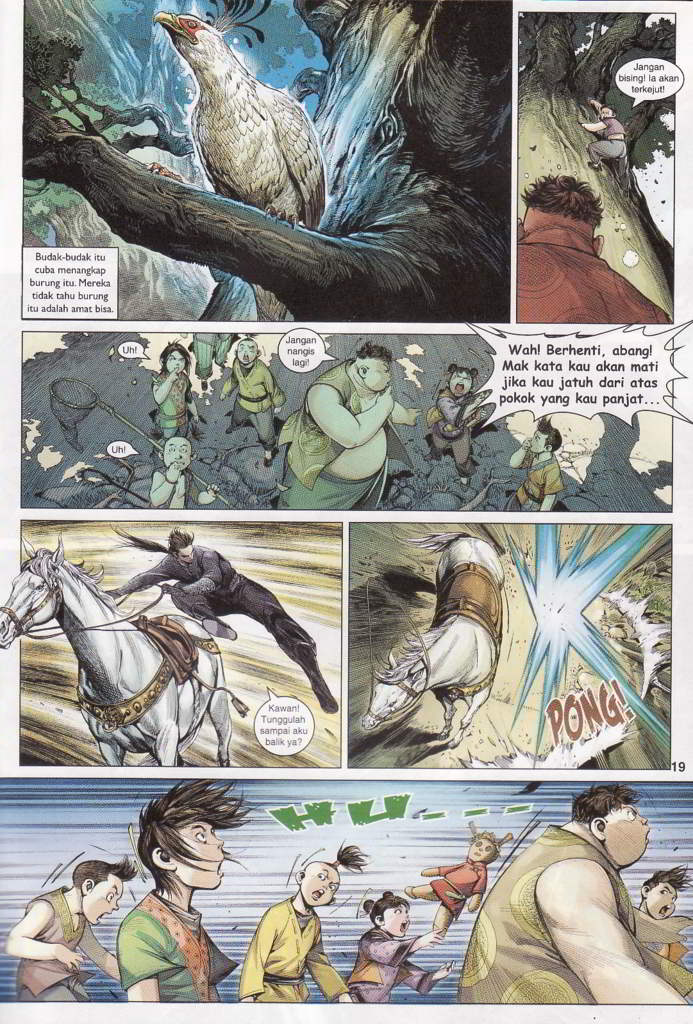 Jangan
bising! Ia akan
terkejut!
Budak-budak itu
cuba menangkap
burung itu. Mereka
tidak tahu burung
itu adalah amat bisa.
Uh!
Jangan
nangis
lagi!
Wah! Berhenti, abang!
Mak kata kau akan mati
jika kau jatuh dari atas
pokok yang kau panjat...
Uh!
Kawan!
Tunggulah
sampai aku
balik ya?
PONG!
19
HU___